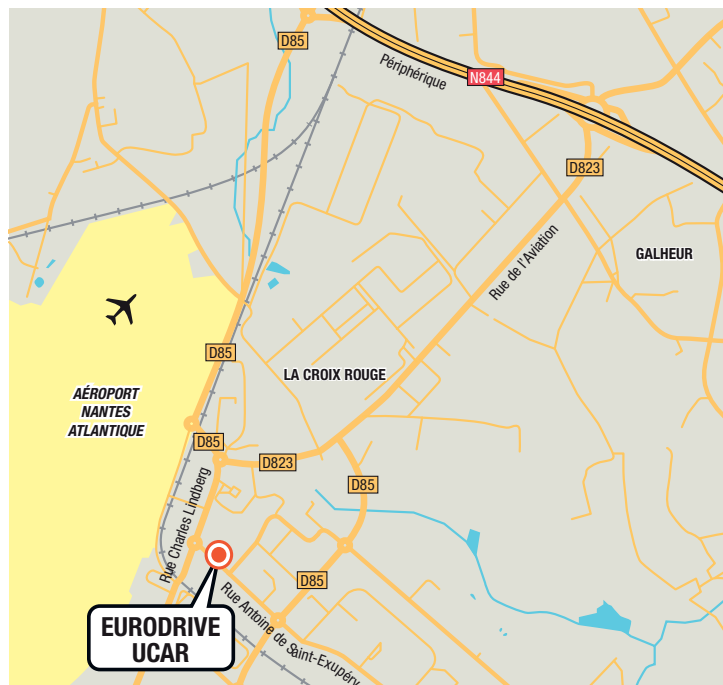 D85
N844
Périphérique
D823
Rue de l'Aviation
GALHEUR
D85
LA CROIX ROUGE
AÉROPORT
NANTES
ATLANTIQUE
D85
D823
D85
Rue Charles Lindberg
D85
Rue Antoine de Saint-Exupéry
EURODRIVE
UCAR